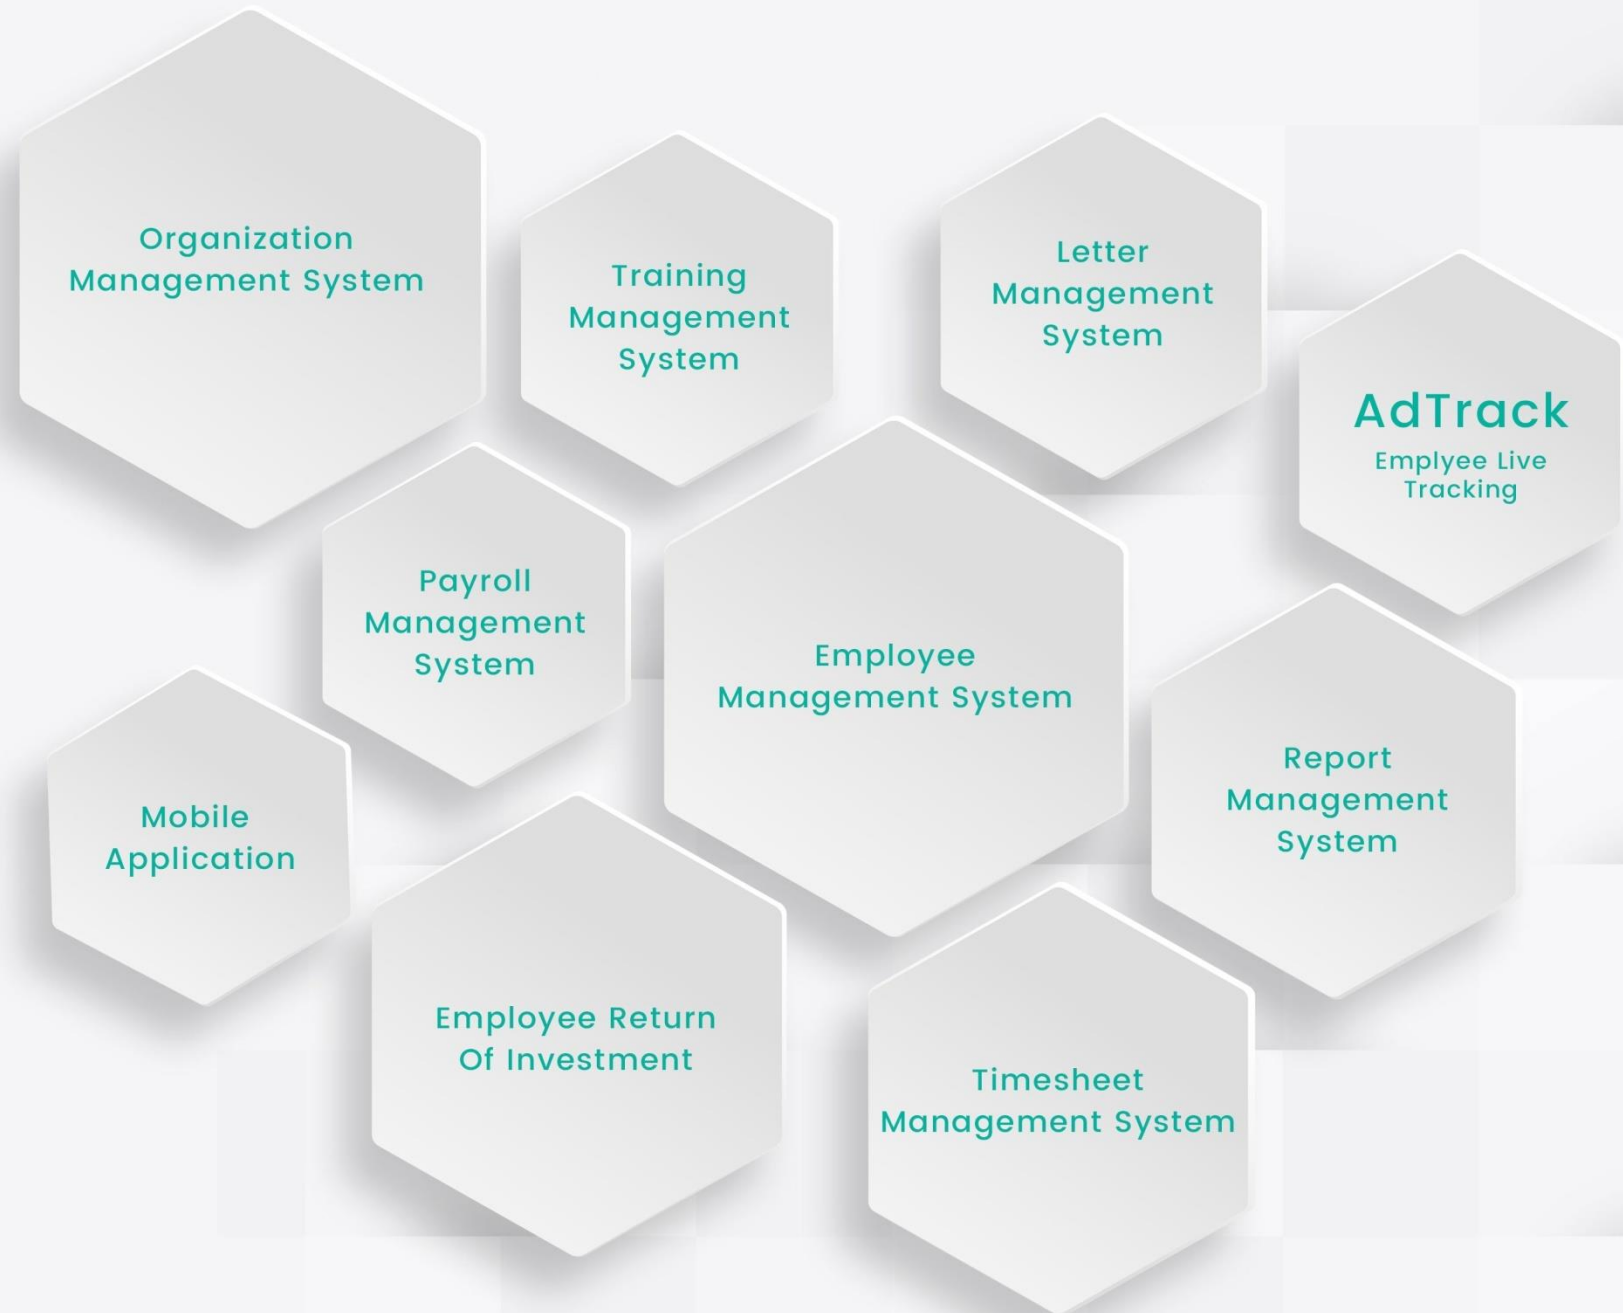 Organization
Management System
Training
Management
System
Letter
Management
System
AdTrack
Emplyee Live
Tracking
Payroll
Management
System
Employee
Management System
Report
Management
System
Mobile
Application
Employee Return
Of Investment
Timesheet
Management System